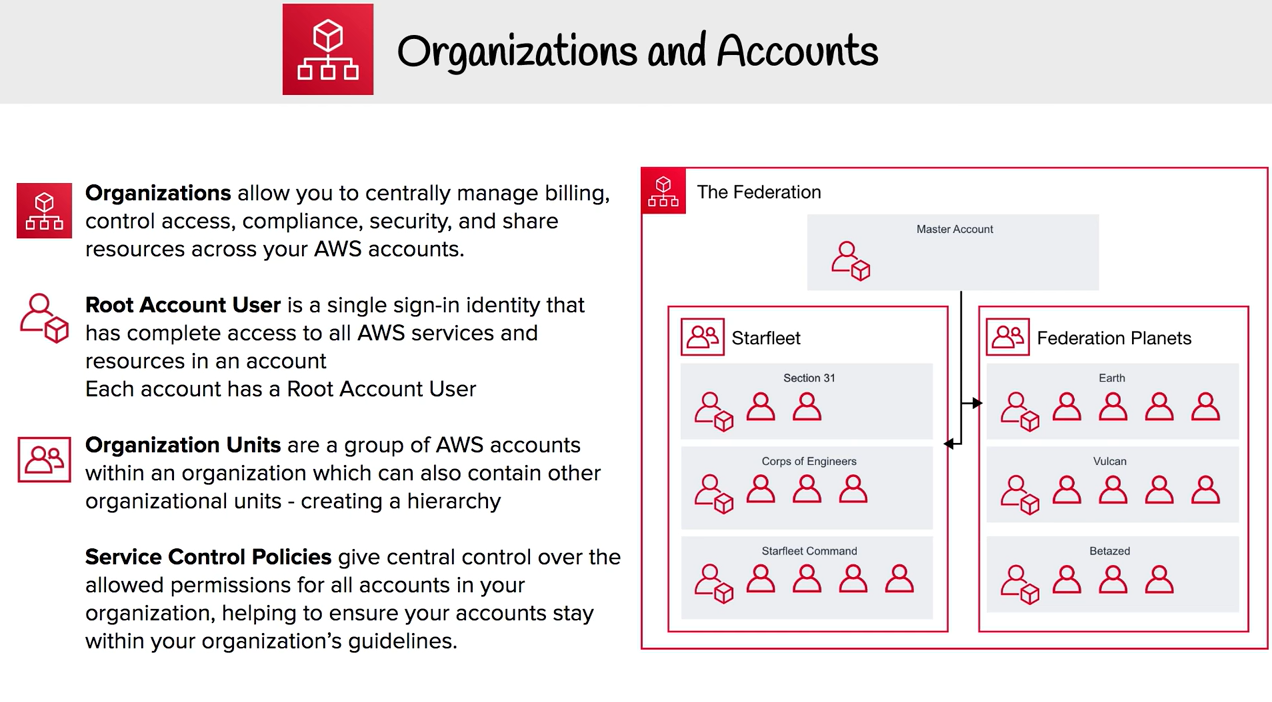 Organizations and Accounts
Organizations allow you to centrally manage billing,
control access, compliance, security, and share
resources across your AWS accounts.
Root Account User is a single sign-in identity that
has complete access to all AWS services and
resources in an account
Each account has a Root Account User
Organization Units are a group of AWS accounts
within an organization which can also contain other
organizational units - creating a hierarchy
Service Control Policies give central control over the
allowed permissions for all accounts in your
organization, helping to ensure your accounts stay
within your organization’s guidelines.
The Federation
Master Account
Starfleet
Section 31
Corps of Engineers
Starfleet Command
Federation Planets
Earth
Vulcan
Betazed